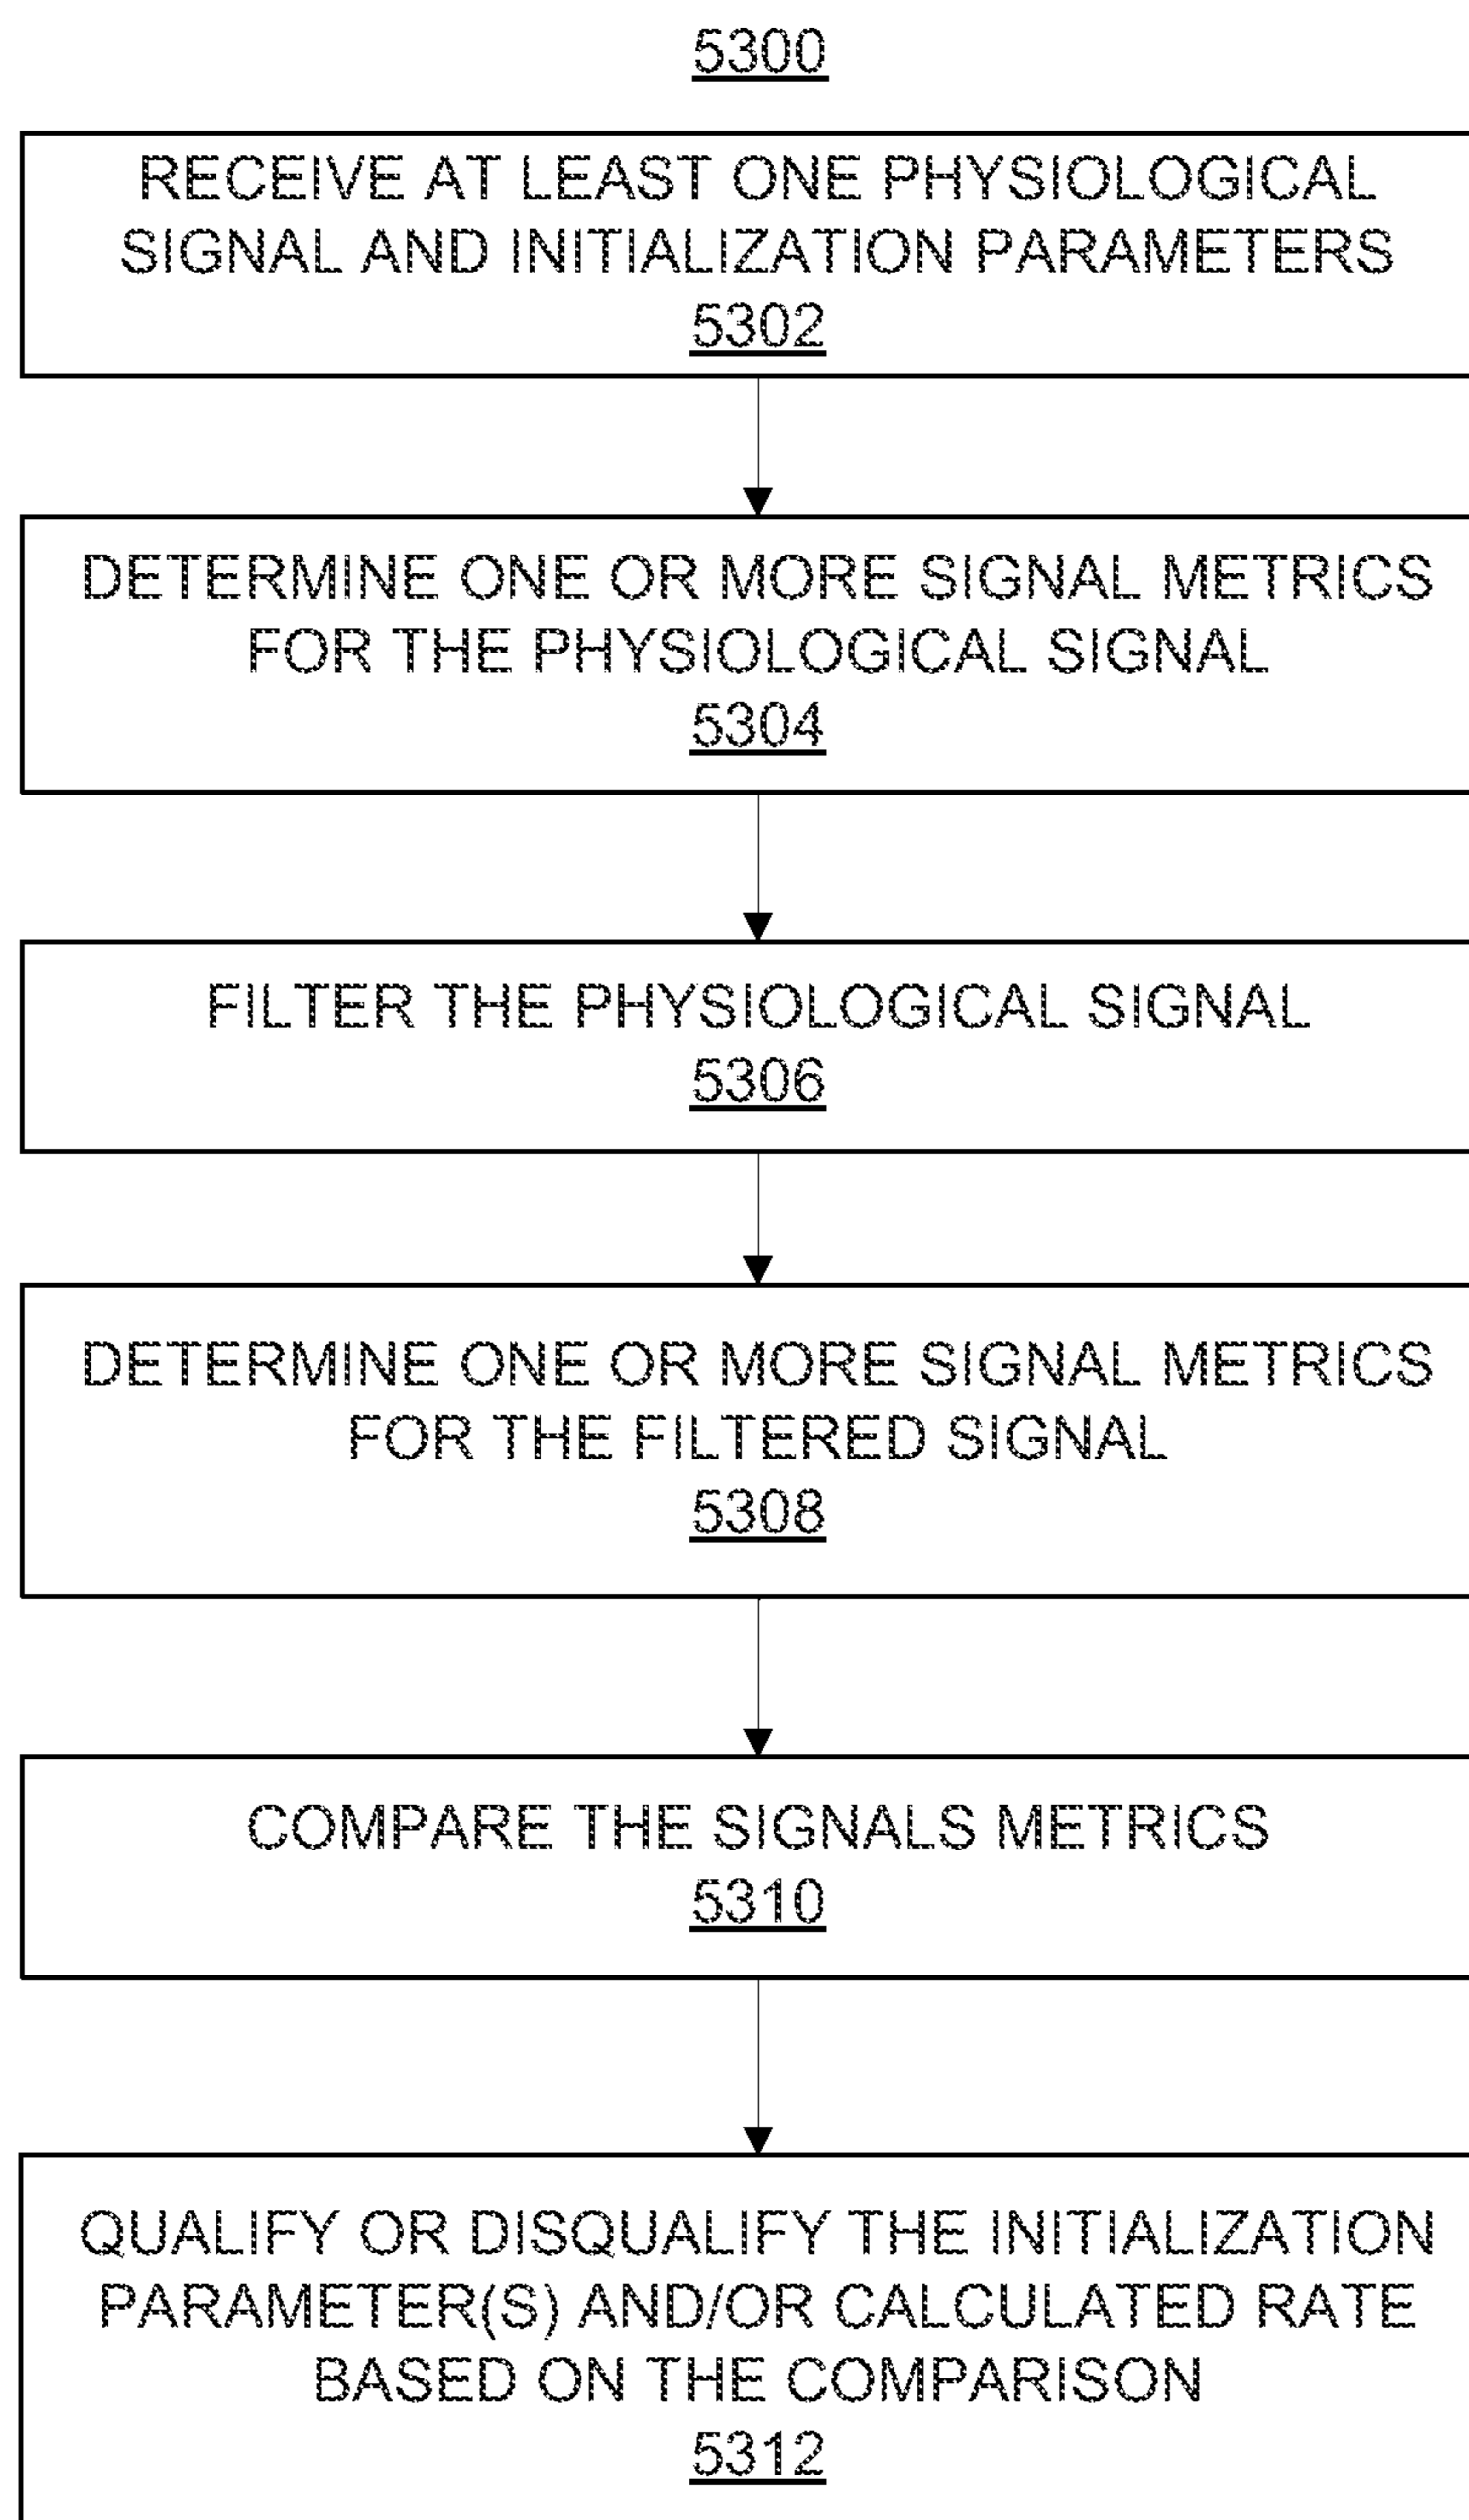 5300
RECEIVE AT LEAST ONE PHYSIOLOGICAL
SIGNAL AND INITIALIZATION PARAMETERS
5302
DETERMINE ONE OR MORE SIGNAL METRICS
FOR THE PHYSIOLOGICAL SIGNAL
5304
FILTER THE PHYSIOLOGICAL SIGNAL
5306
DETERMINE ONE OR MORE SIGNAL METRICS
FOR THE FILTERED SIGNAL
5308
COMPARE THE SIGNALS METRICS
5310
QUALIFY OR DISQUALIFY THE INITIALIZATION
PARAMETER(S) AND/OR CALCULATED RATE
BASED ON THE COMPARISON
5312